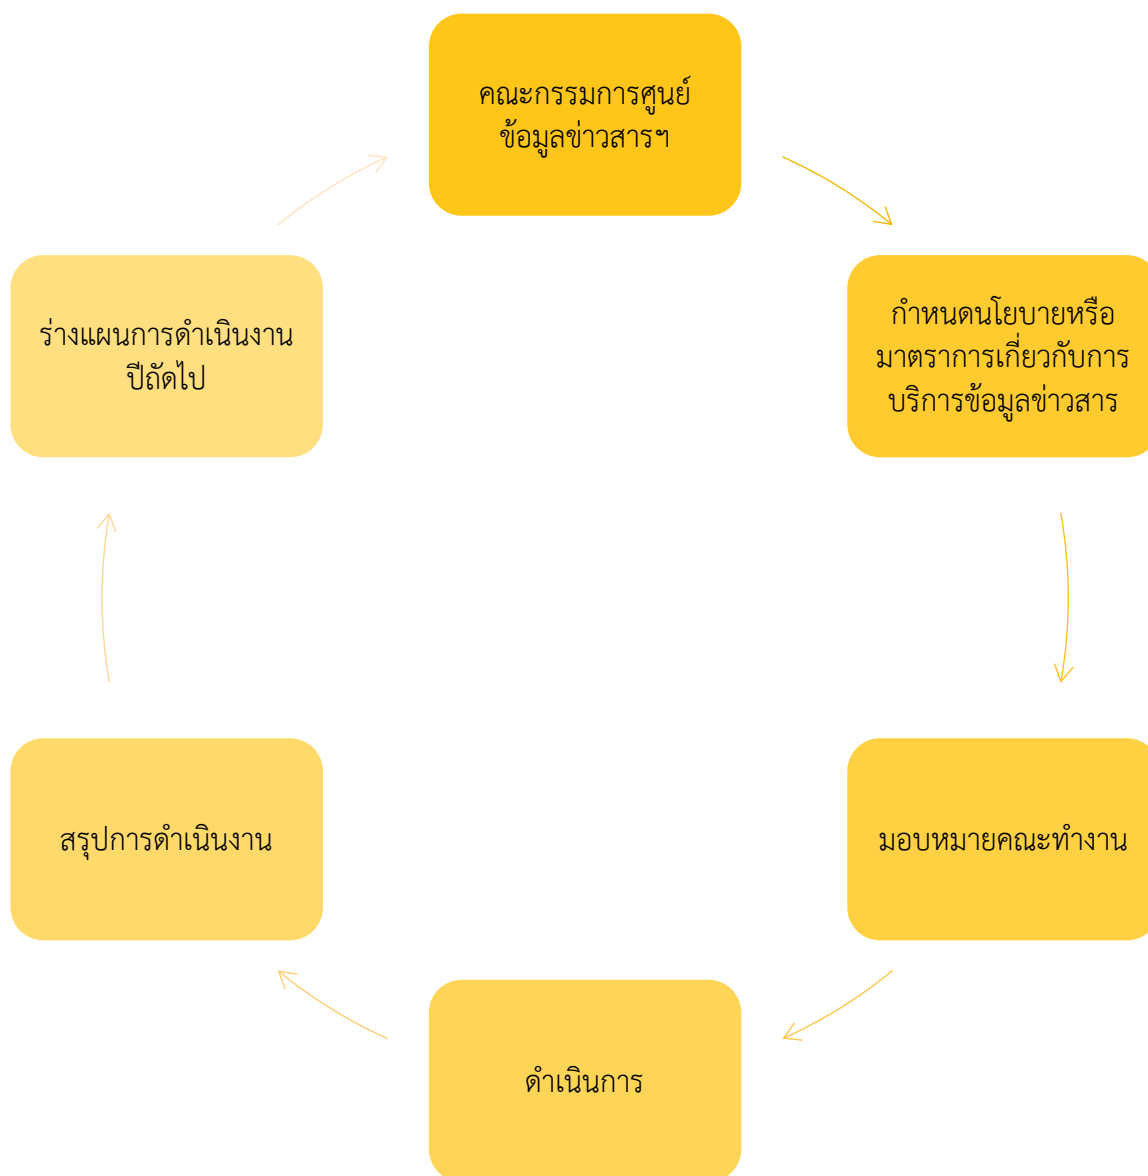 คณะกรรมการศูนย์
ข้อมูลข่าวสารฯ
กำหนดนโยบายหรือ
มาตราการเกี่ยวกับการ
บริการข้อมูลข่าวสาร
มอบหมายคณะทำงาน
ดำเนินการ
สรุปการดำเนินงาน
ร่างแผนการดำเนินงาน
ปีถัดไป